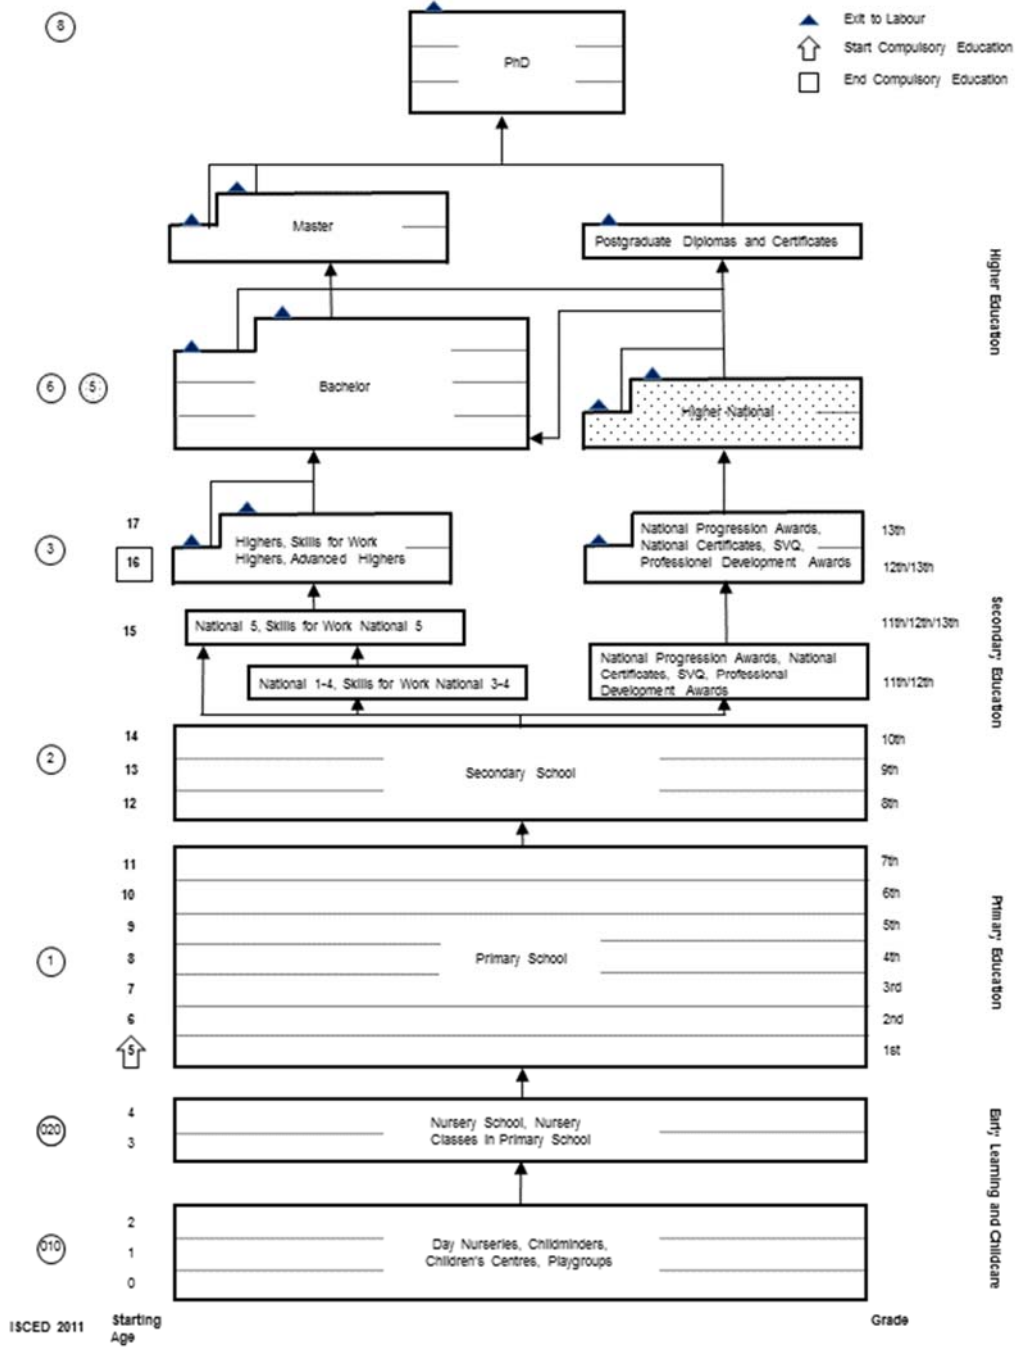 8
Exit to Labour
Start Compulsory Education
End Compulsory Education
PhD
Master
Postgraduate Diplomas and Certificates
Higher Education
6
5
Bachelor
Higher National
3
17
16
Highers, Skills for Work
Highers, Advanced Highers
National Progression Awards,
National Certificates, SVQ,
Professionel Development Awards
13th
12th/13th
15
National 5, Skills for Work National 5
11th/12th/13th
National 1-4, Skills for Work National 3-4
National Progression Awards, National
Certificates, SVQ, Professional
Development Awards
11th/12th
Secondary Education
2
14
13
12
Secondary School
10th
9th
8th
1
11
10
9
8
7
6
5
Primary School
7th
6th
5th
4th
3rd
2nd
1st
Primary Education
020
4
3
Nursery School, Nursery
Classes in Primary School
010
2
1
0
Day Nurseries, Childminders,
Children's Centres, Playgroups
Early Learning and Childcare
ISCED 2011
Starting
Age
Grade